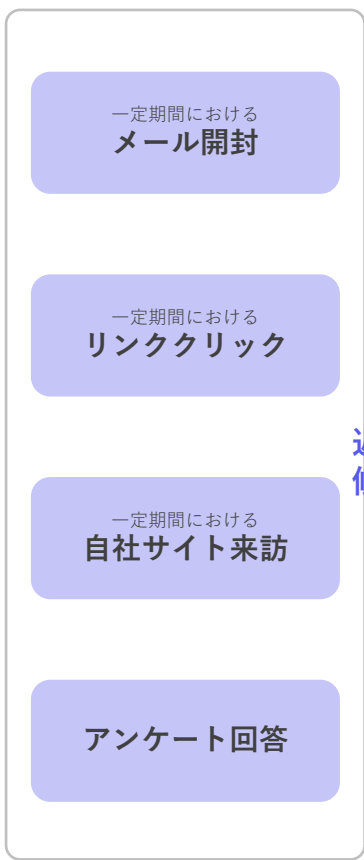 一定期間における
メール開封
一定期間における
リンククリック
一定期間における
自社サイト来訪
アンケート回答